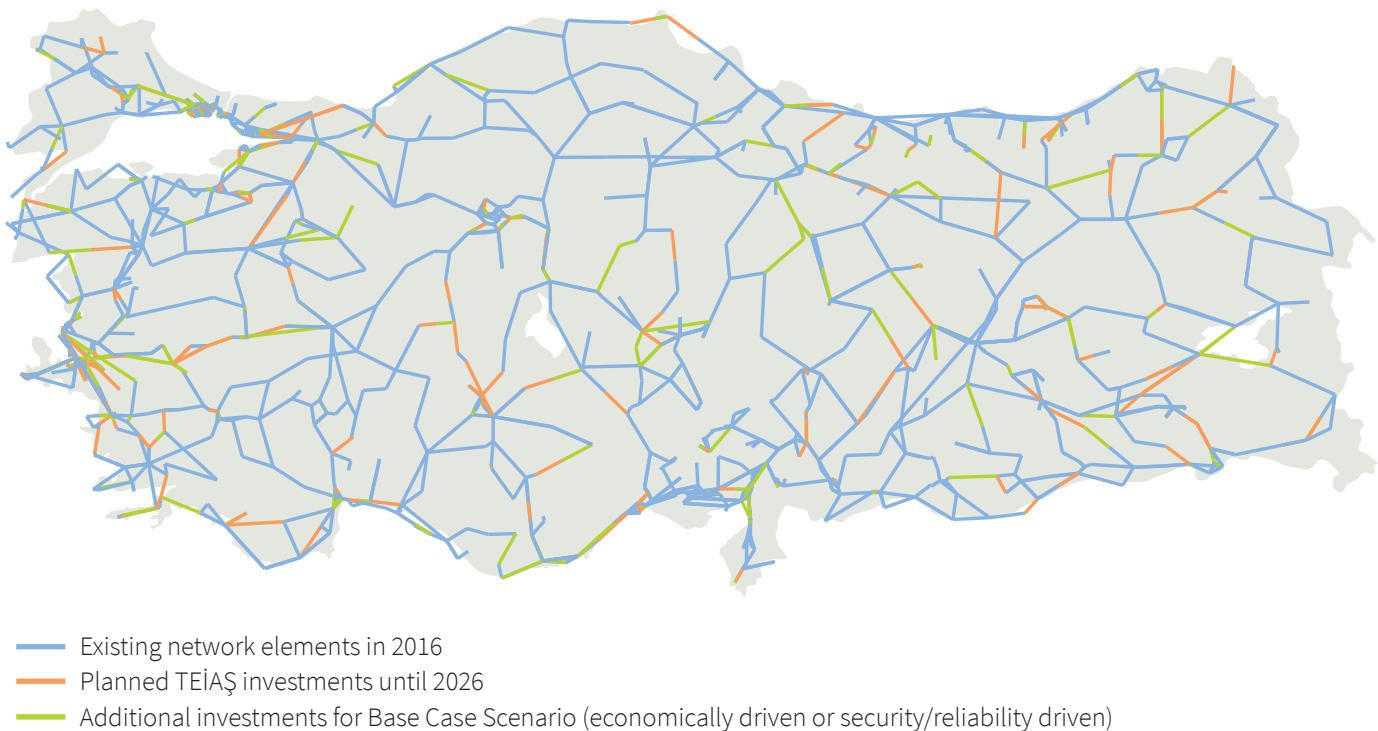 Existing network elements in 2016
Planned TEİAŞ investments until 2026
Additional investments for Base Case Scenario (economically driven or security/reliability driven)